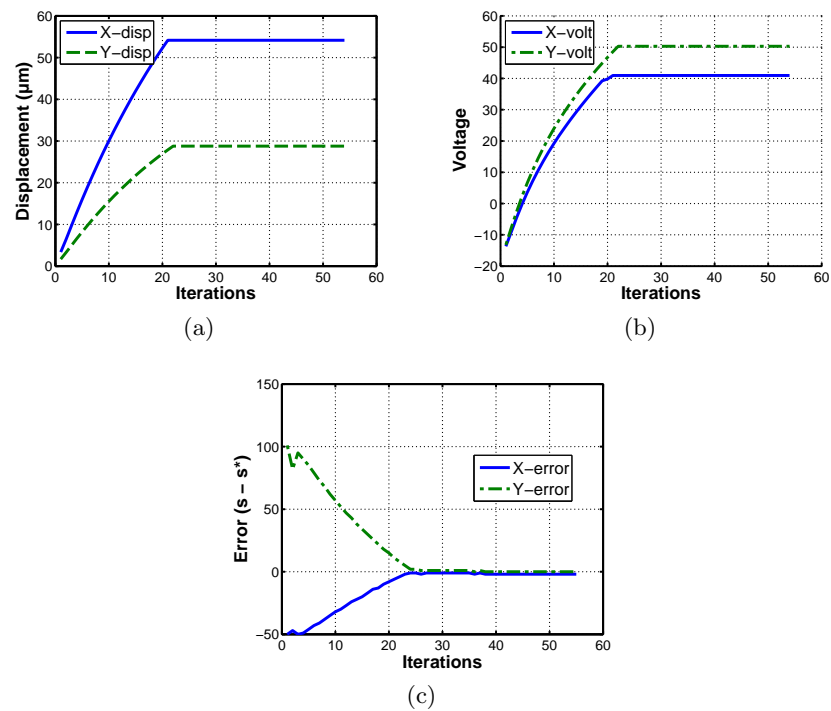 60
50
40
30
20
10
0
Displacement (µm)
X−disp
Y−disp
0 10 20 30 40 50 60
Iterations
(a)
60
50
40
30
20
10
0
−10
−20
Voltage
X−volt
Y−volt
0 10 20 30 40 50 60
Iterations
(b)
150
100
50
0
−50
Error (s − s*)
X−error
Y−error
0 10 20 30 40 50 60
Iterations
(c)